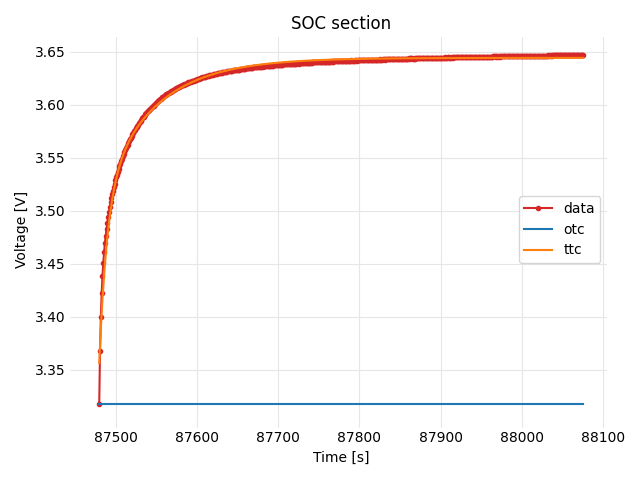 SOC section
Voltage [V]
3.65
3.60
3.55
3.50
3.45
3.40
3.35
data
otc
ttc
87500 87600 87700 87800 87900 88000 88100
Time [s]